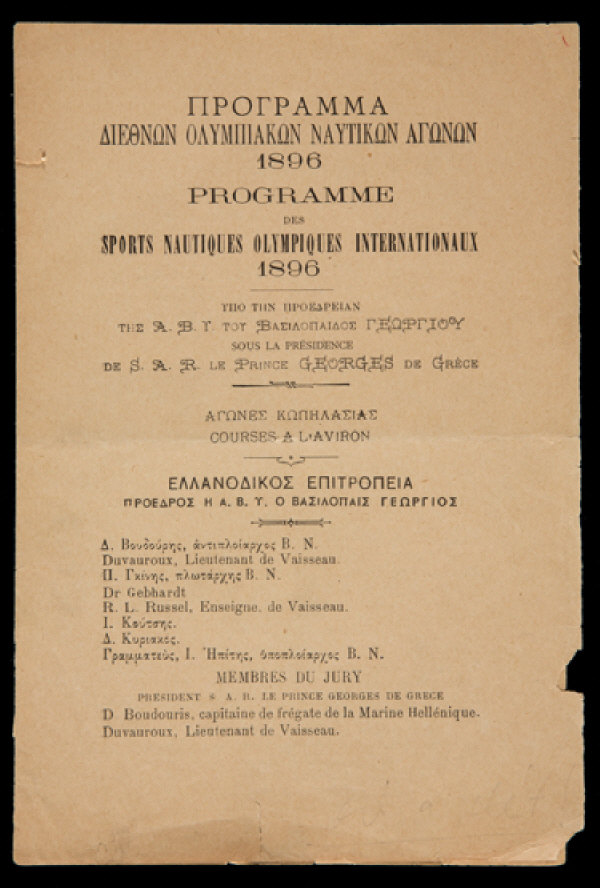 ΠΡΟΓΡΑΜΜΑ
ΔΙΕΘΝΩΝ ΟΛΥΜΠΙΑΚΩΝ ΝΑΥΤΙΚΩΝ ΑΓΩΝΩΝ
1896
PROGRAMME
DES
SPORTS NAUTIQUES OLYMPIQUES INTERNATIONAUX
1896
ΥΠΟ ΤΗΝ ΠΡΟΕΔΡΕΙΑΝ
ΤΗΣ Α. Β. Υ. ΤΟΥ ΒΑΣΙΛΟΠΑΙΔΟΣ ΓΕΩΡΓΙΟΥ
SOUS LA PRÉSIDENCE
DE S. A. R. LE PRINCE GEORGES DE GRÈCE
ΑΓΩΝΕΣ ΚΩΠΗΛΑΣΙΑΣ
COURSES A L'AVIRON
ΕΛΛΑΝΟΔΙΚΟΣ ΕΠΙΤΡΟΠΕΙΑ
ΠΡΟΕΔΡΟΣ Η Α. Β. Υ. Ο ΒΑΣΙΛΟΠΑΙΣ ΓΕΩΡΓΙΟΣ
Δ. Βουδούρης, ἀντιπλοίαρχος Β. Ν.
Duvauroux, Lieutenant de Vaisseau.
Π. Γκίνης, πλωτάρχης Β. Ν.
Dr Gebhardt
R. L. Russel, Enseigne. de Vaisseau.
Ι. Κούτσης.
Δ. Κυριακός.
Γραμματεὺς, Ι. Ἠπίτης, ὑποπλοίαρχος Β. Ν.
MEMBRES DU JURY
PRESIDENT S A. R. LE PRINCE GEORGES DE GRECE
D Boudouris, capitaine de frégate de la Marine Hellénique.
Duvauroux, Lieutenant de Vaisseau.